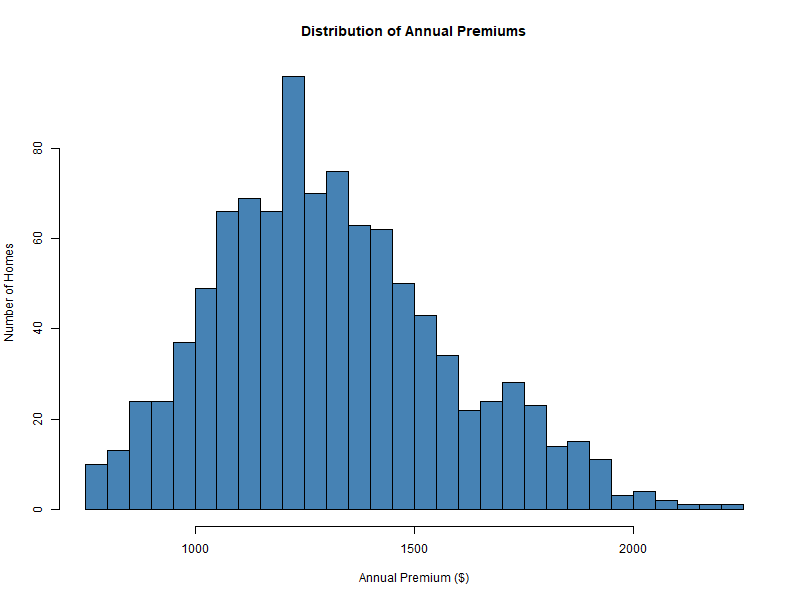 Distribution of Annual Premiums
80
60
40
20
0
Number of Homes
1000 1500 2000
Annual Premium ($)